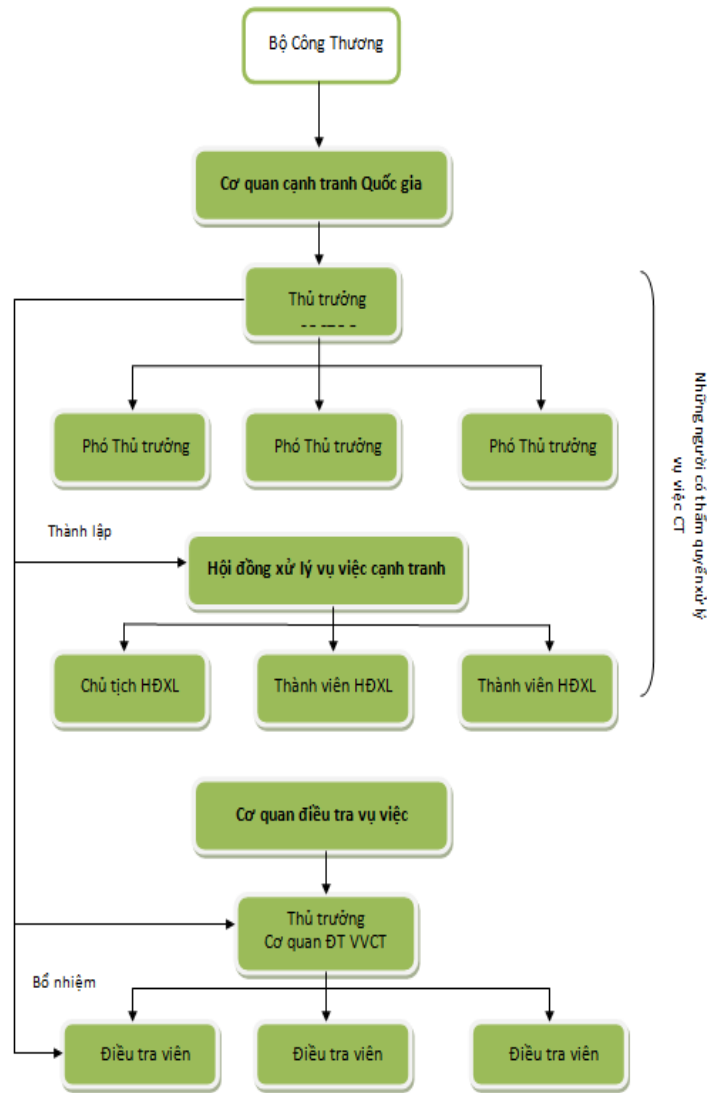 Bộ Công Thương
Cơ quan cạnh tranh Quốc gia
Thủ trưởng
Phó Thủ trưởng
Phó Thủ trưởng
Phó Thủ trưởng
Những người có thẩm quyền xử lý
vụ việc CT
Thành lập
Hội đồng xử lý vụ việc cạnh tranh
Chủ tịch HĐXL
Thành viên HĐXL
Thành viên HĐXL
Cơ quan điều tra vụ việc
Thủ trưởng
Cơ quan ĐT VVCT
Bổ nhiệm
Điều tra viên
Điều tra viên
Điều tra viên